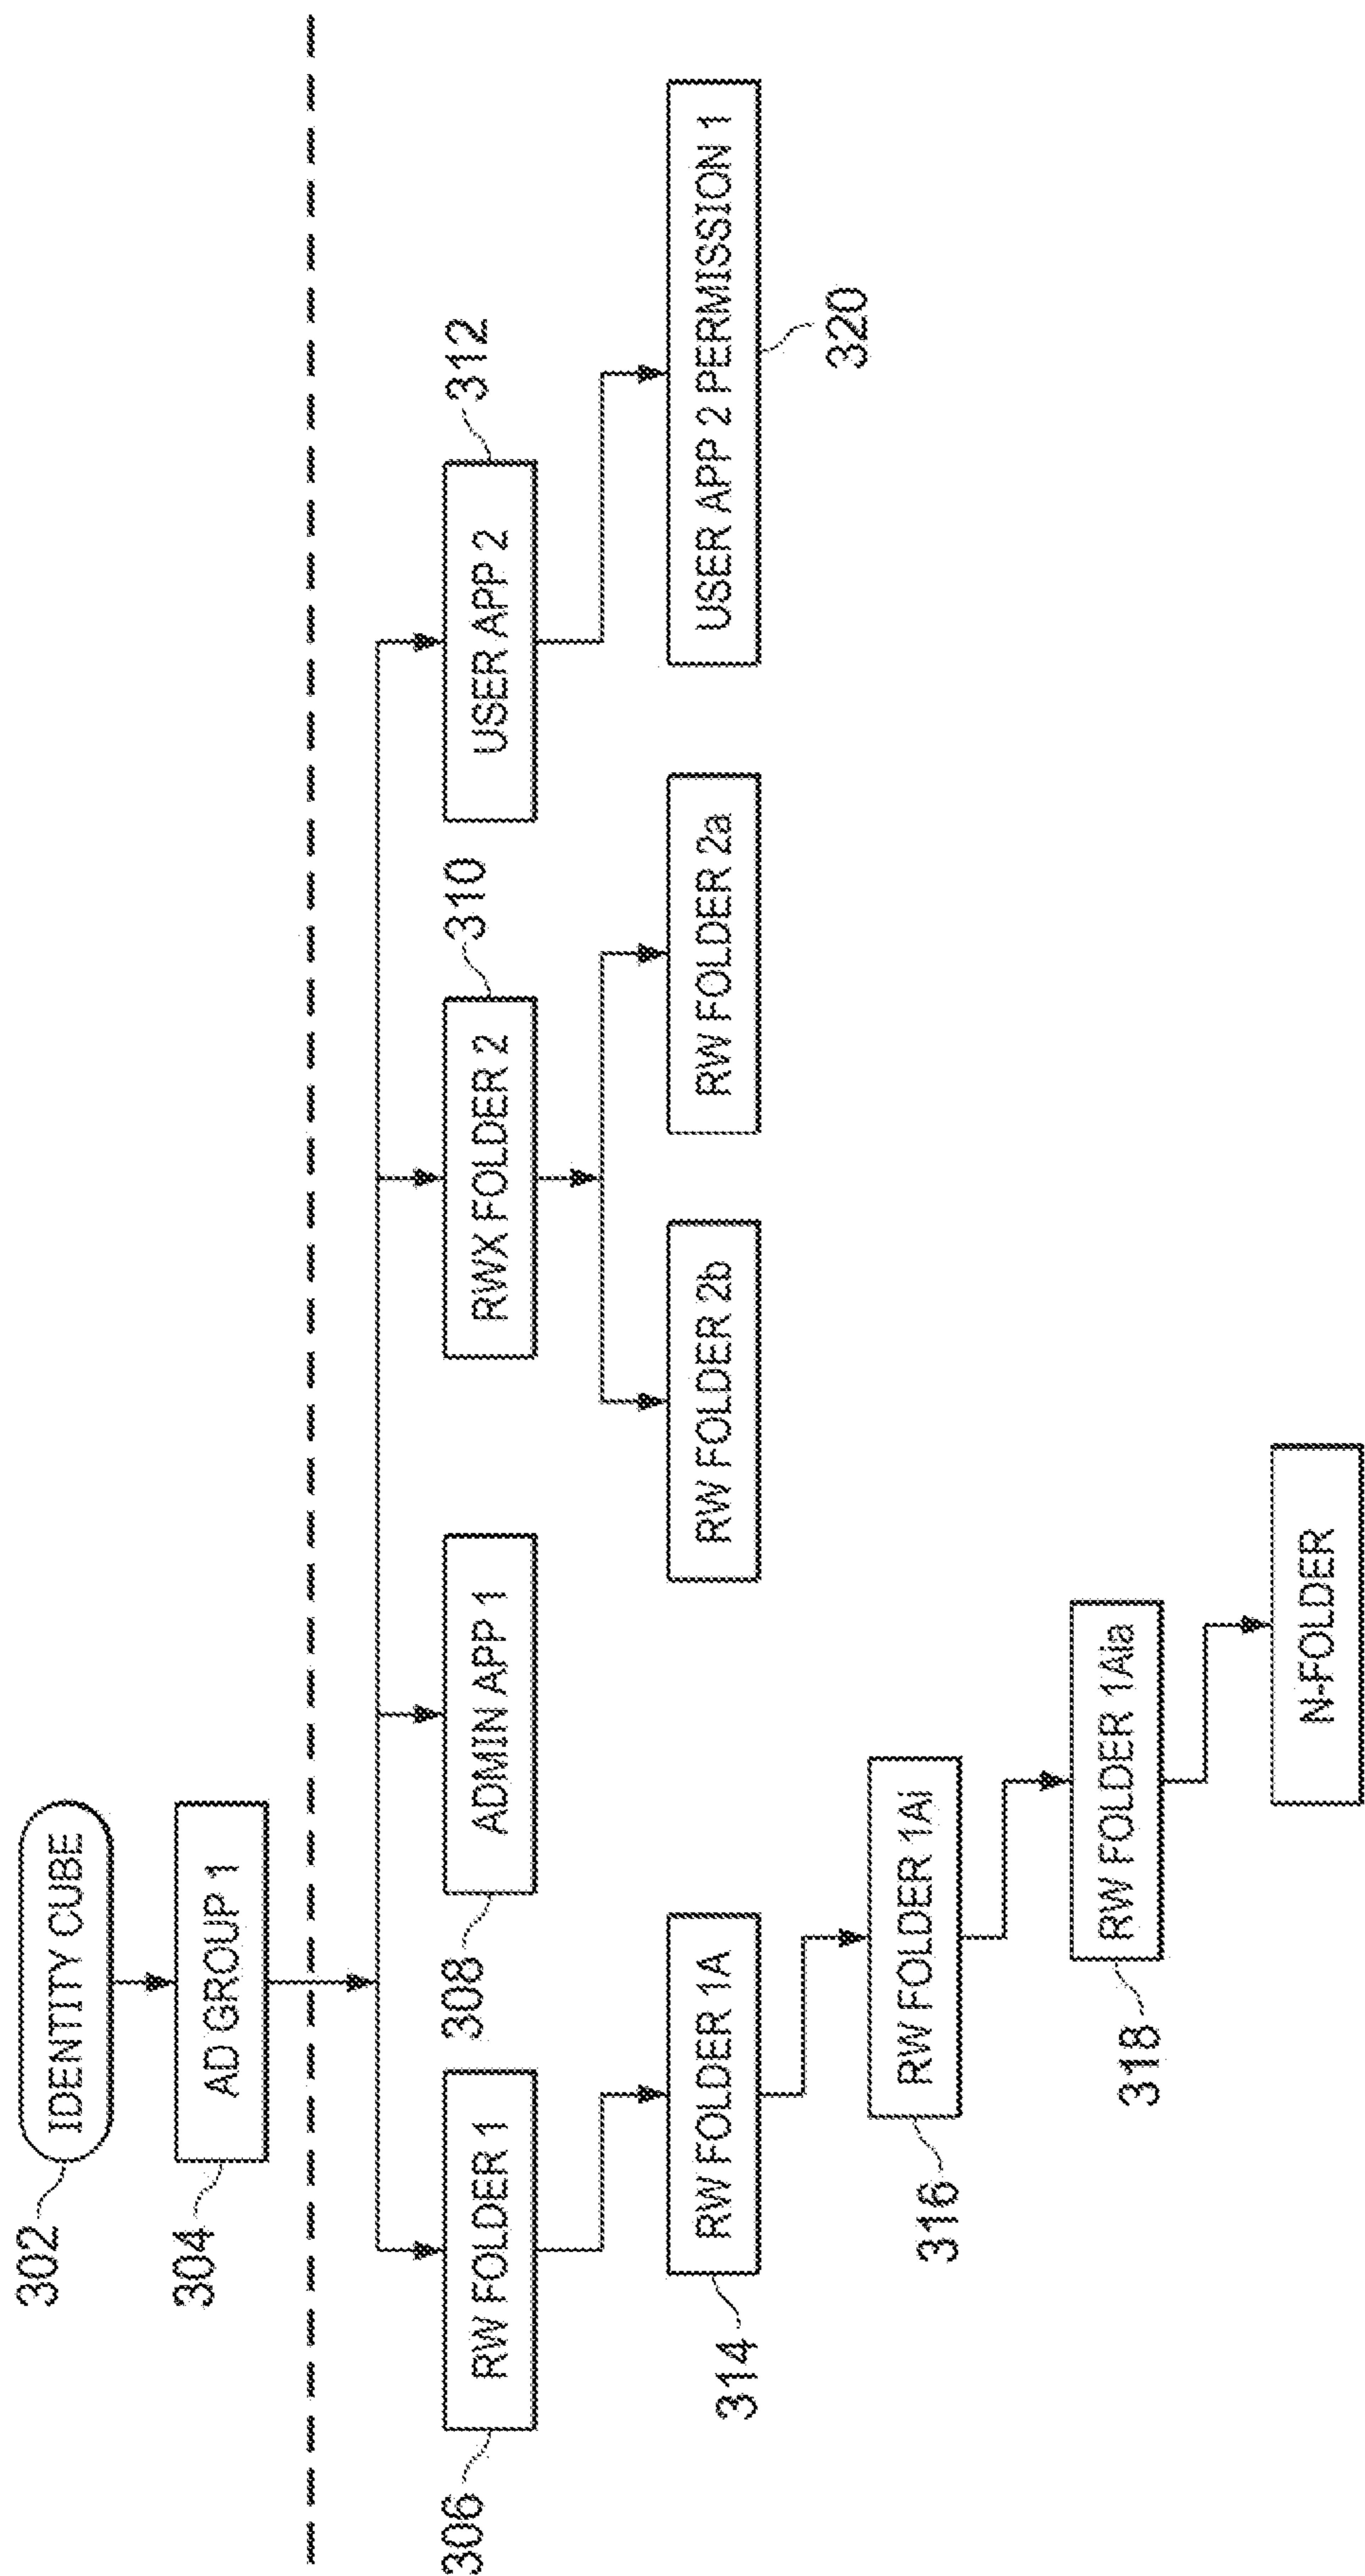 302
IDENTITY CUBE
304
AD GROUP 1
306
RW FOLDER 1
308
ADMIN APP 1
310
RWX FOLDER 2
312
USER APP 2
314
RW FOLDER 1A
RW FOLDER 2b
RW FOLDER 2a
USER APP 2 PERMISSION 1
320
316
RW FOLDER 1Ai
318
RW FOLDER 1Aia
N-FOLDER